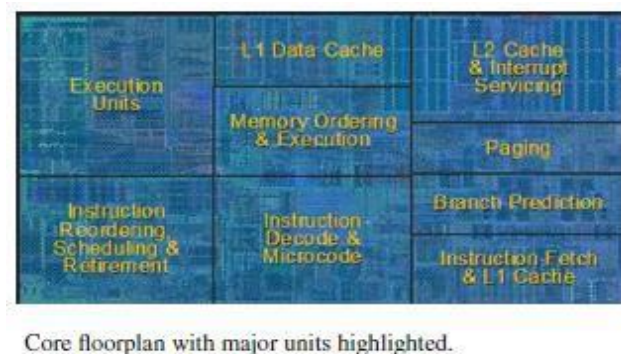 Execution
Units
L1 Data Cache
Memory Ordering
& Execution
L2 Cache
& Interrupt
Servicing
Paging
Instruction
Reordering,
Scheduling &
Retirement
Instruction
Decode &
Microcode
Branch Prediction
Instruction Fetch
& L1 Cache
Core floorplan with major units highlighted.